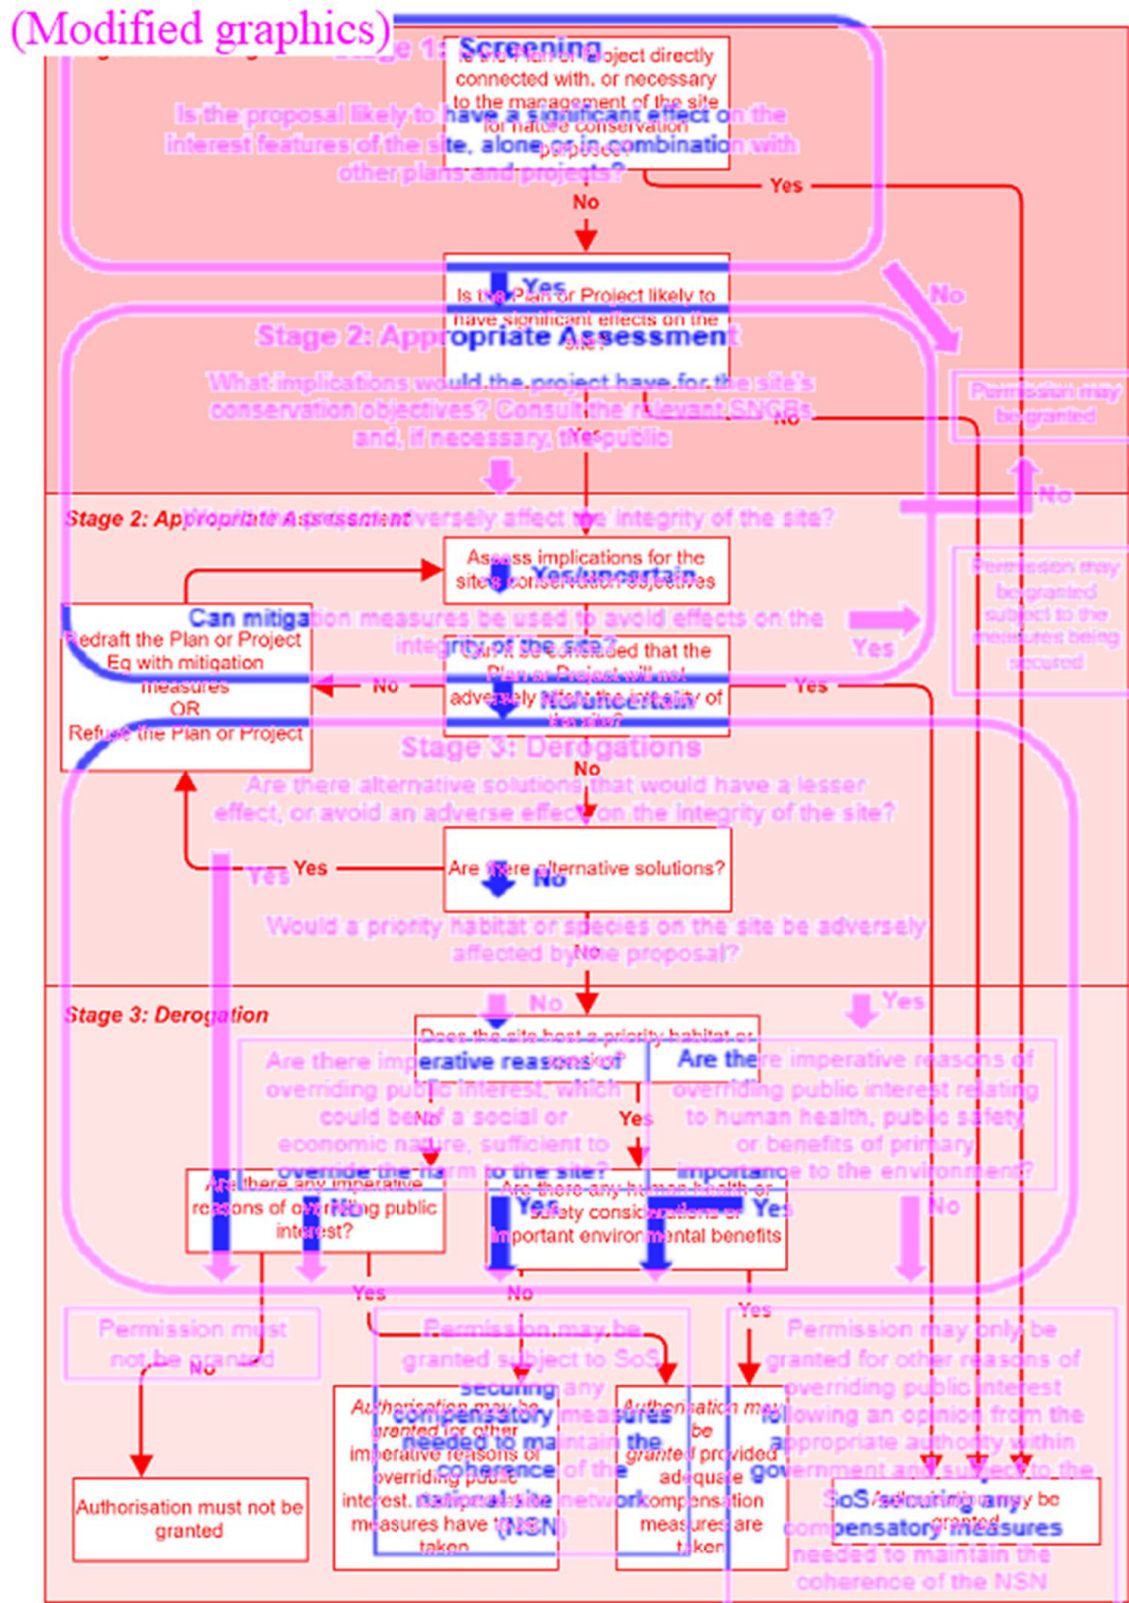 (Modified graphics)
Stage 1: Screening
Is the Plan or Project directly
connected with, or necessary
to the management of the site
for nature conservation
purposes?
Is the proposal likely to have a significant effect on the
interest features of the site, alone or in combination with
other plans and projects?
Yes
No
Yes
No
Is the Plan or Project likely to
have significant effects on the
site?
Stage 2: Appropriate Assessment
What implications would the project have for the site's
conservation objectives? Consult the relevant SNCBs
and, if necessary, the public
Permission may
be granted
No
Yes
No
Stage 2: Appropriate Assessment
adversely affect the integrity of the site?
Assess implications for the
site's conservation objectives
Yes/uncertain
Permission may
be granted
subject to the
measures being
secured
Can mitigation measures be used to avoid effects on the
integrity of the site?
Yes
Redraft the Plan or Project
Eg with mitigation
measures
OR
Refuse the Plan or Project
Can it be concluded that the
Plan or Project will not
adversely affect the integrity of
the site?
No
Yes
No/uncertain
Stage 3: Derogations
No
Are there alternative solutions that would have a lesser
effect, or avoid an adverse effect on the integrity of the site?
Are there alternative solutions?
Yes
Yes
No
Would a priority habitat or species on the site be adversely
affected by the proposal?
No
No
Yes
Stage 3: Derogation
Does the site host a priority habitat or
species?
Are there imperative reasons of
overriding public interest, which
could be of a social or
economic nature, sufficient to
override the harm to the site?
Are there imperative reasons of
overriding public interest relating
to human health, public safety
or benefits of primary
importance to the environment?
No
Yes
Are there any imperative
reasons of overriding public
interest?
Are there any human health or
safety considerations or
important environmental benefits
No
Yes
Yes
No
Yes
No
Yes
Permission must
not be granted
No
Permission may be
granted subject to SoS
securing any
compensatory measures
needed to maintain the
coherence of the
national site network
(NSN)
Permission may only be
granted for other reasons of
overriding public interest
following an opinion from the
appropriate authority within
government and subject to the
SoS securing any
compensatory measures
needed to maintain the
coherence of the NSN
Authorisation must not be
granted
Authorisation may be
granted for other
imperative reasons of
overriding public
interest.
measures have
taken
Authorisation may
be
granted provided
adequate
compensation
measures are
taken
Authorisation may be
granted